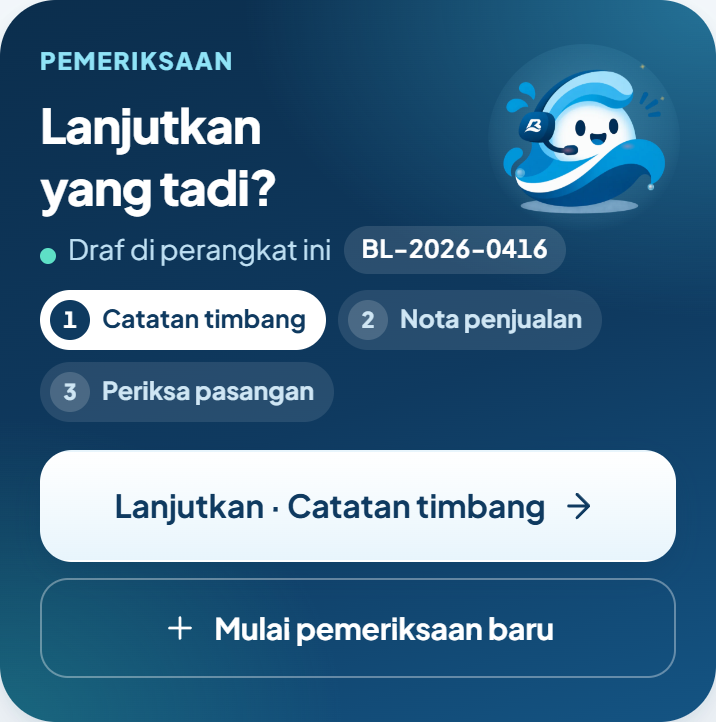 PEMERIKSAAN
Lanjutkan
yang tadi?
Draf di perangkat ini BL-2026-0416
1 Catatan timbang 2 Nota penjualan
3 Periksa pasangan
Lanjutkan · Catatan timbang →
+ Mulai pemeriksaan baru